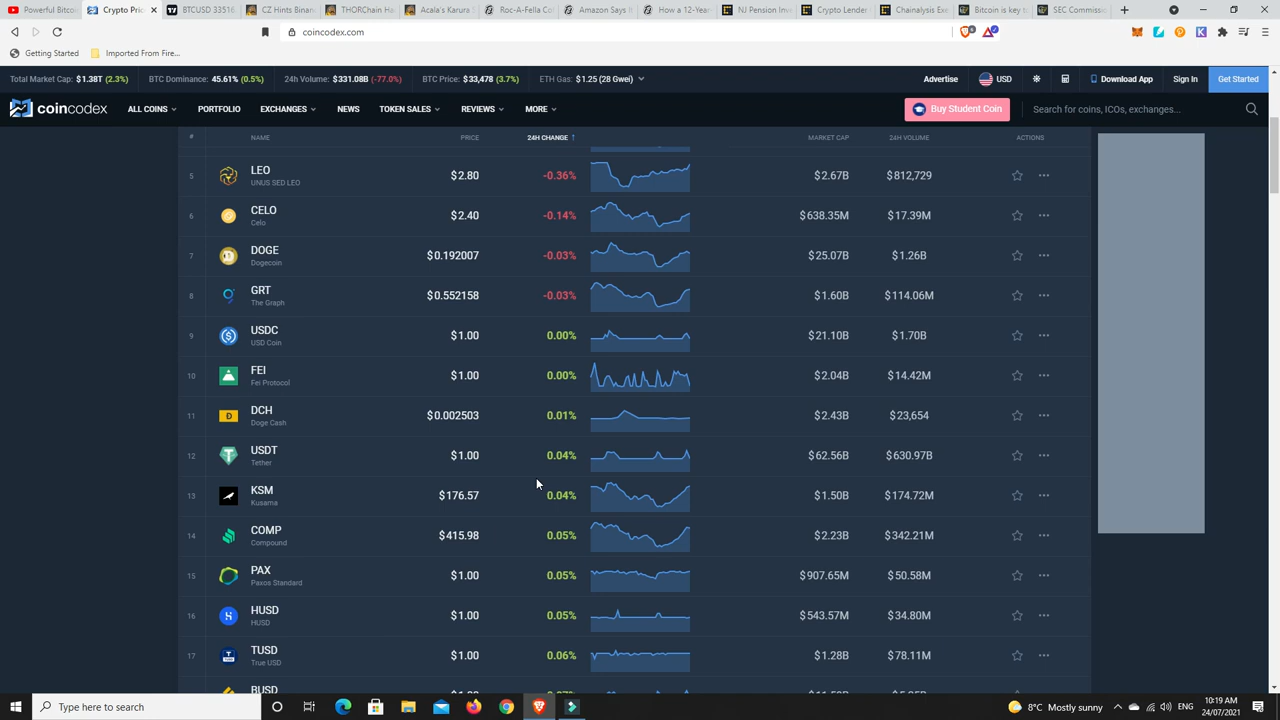 Powerful Bitco
Crypto Pric
BTCUSD 33516.
CZ Hints Binanc
THORChain Ha
Acala's Karura S
Roc-A-Fella Co
Amazon Says It
How a 12-Year
NJ Pension Inve
Crypto Lender
Chainalysis Exe
Bitcoin is key to
SEC Commissio
coincodex.com
Getting Started
Imported From Fire...
Total Market Cap: $1.38T (2.3%) BTC Dominance: 45.61% (0.5%) 24h Volume: $331.08B (-77.0%) BTC Price: $33,478 (3.7%) ETH Gas: $1.25 (28 Gwei) Advertise USD Download App Sign In Get Started
coincodex ALL COINS PORTFOLIO EXCHANGES NEWS TOKEN SALES REVIEWS MORE Buy Student Coin Search for coins, ICOs, exchanges...
# NAME PRICE 24H CHANGE ↑ MARKET CAP 24H VOLUME ACTIONS
5 LEO $2.80 -0.36% $2.67B $812,729
UNUS SED LEO
6 CELO $2.40 -0.14% $638.35M $17.39M
Celo
7 DOGE $0.192007 -0.03% $25.07B $1.26B
Dogecoin
8 GRT $0.552158 -0.03% $1.60B $114.06M
The Graph
9 USDC $1.00 0.00% $21.10B $1.70B
USD Coin
10 FEI $1.00 0.00% $2.04B $14.42M
Fei Protocol
11 DCH $0.002503 0.01% $2.43B $23,654
Doge Cash
12 USDT $1.00 0.04% $62.56B $630.97B
Tether
13 KSM $176.57 0.04% $1.50B $174.72M
Kusama
14 COMP $415.98 0.05% $2.23B $342.21M
Compound
15 PAX $1.00 0.05% $907.65M $50.58M
Paxos Standard
16 HUSD $1.00 0.05% $543.57M $34.80M
HUSD
17 TUSD $1.00 0.06% $1.28B $78.11M
True USD
BUSD
Type here to search
8°C Mostly sunny
10:19 AM
24/07/2021